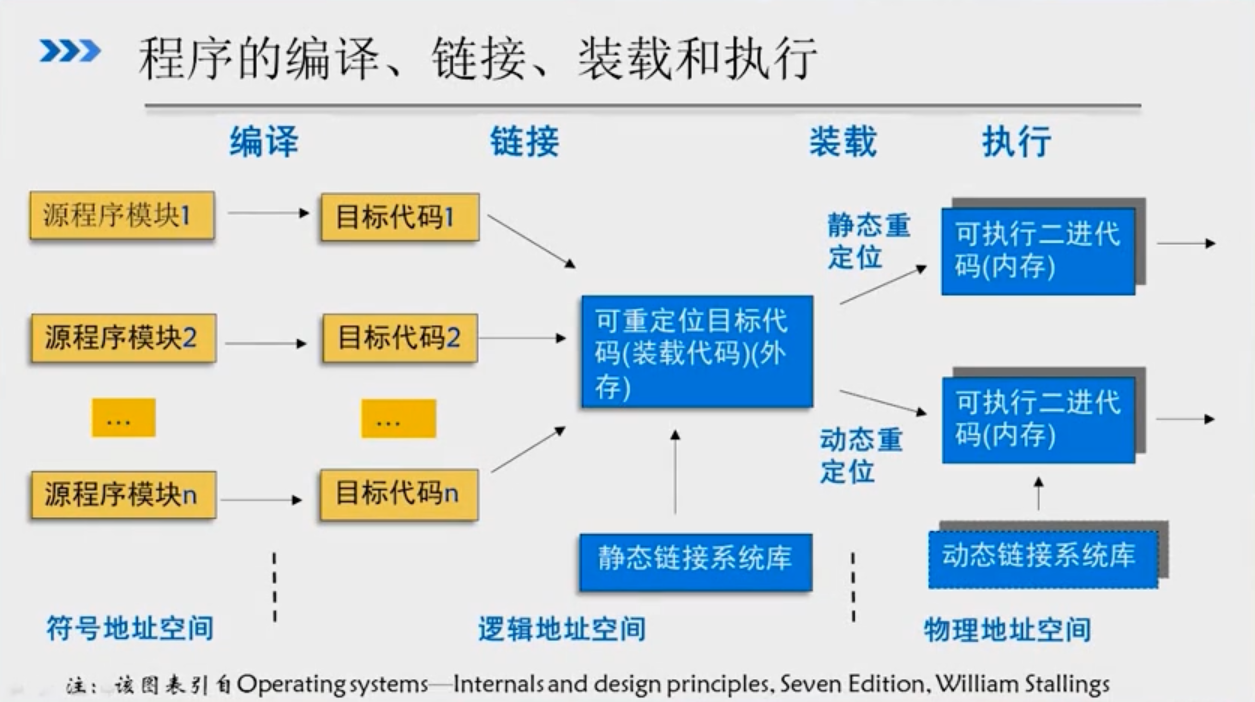 程序的编译、链接、装载和执行
编译
链接
装载
执行
源程序模块1
目标代码1
源程序模块2
目标代码2
...
...
源程序模块n
目标代码n
可重定位目标代
码(装载代码)(外
存)
静态链接系统库
静态重
定位
可执行二进代
码(内存)
动态重
定位
可执行二进代
码(内存)
动态链接系统库
符号地址空间
逻辑地址空间
物理地址空间
注：该图表引自Operating systems—Internals and design principles, Seven Edition, William Stallings